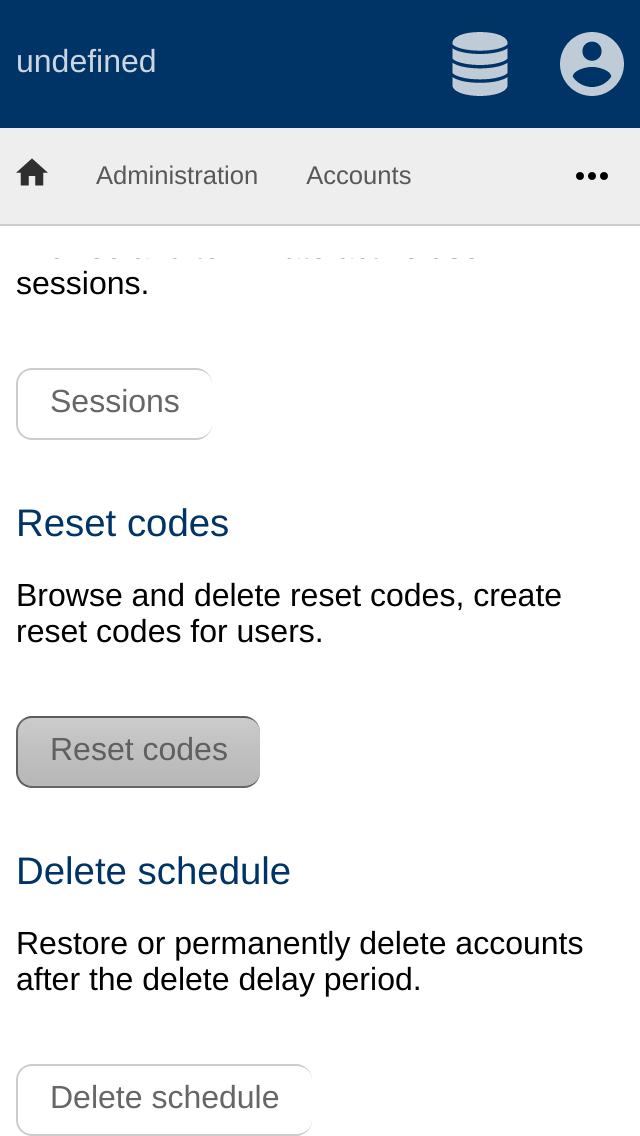 undefined
Administration Accounts
sessions.
Sessions
Reset codes
Browse and delete reset codes, create
reset codes for users.
Reset codes
Delete schedule
Restore or permanently delete accounts
after the delete delay period.
Delete schedule